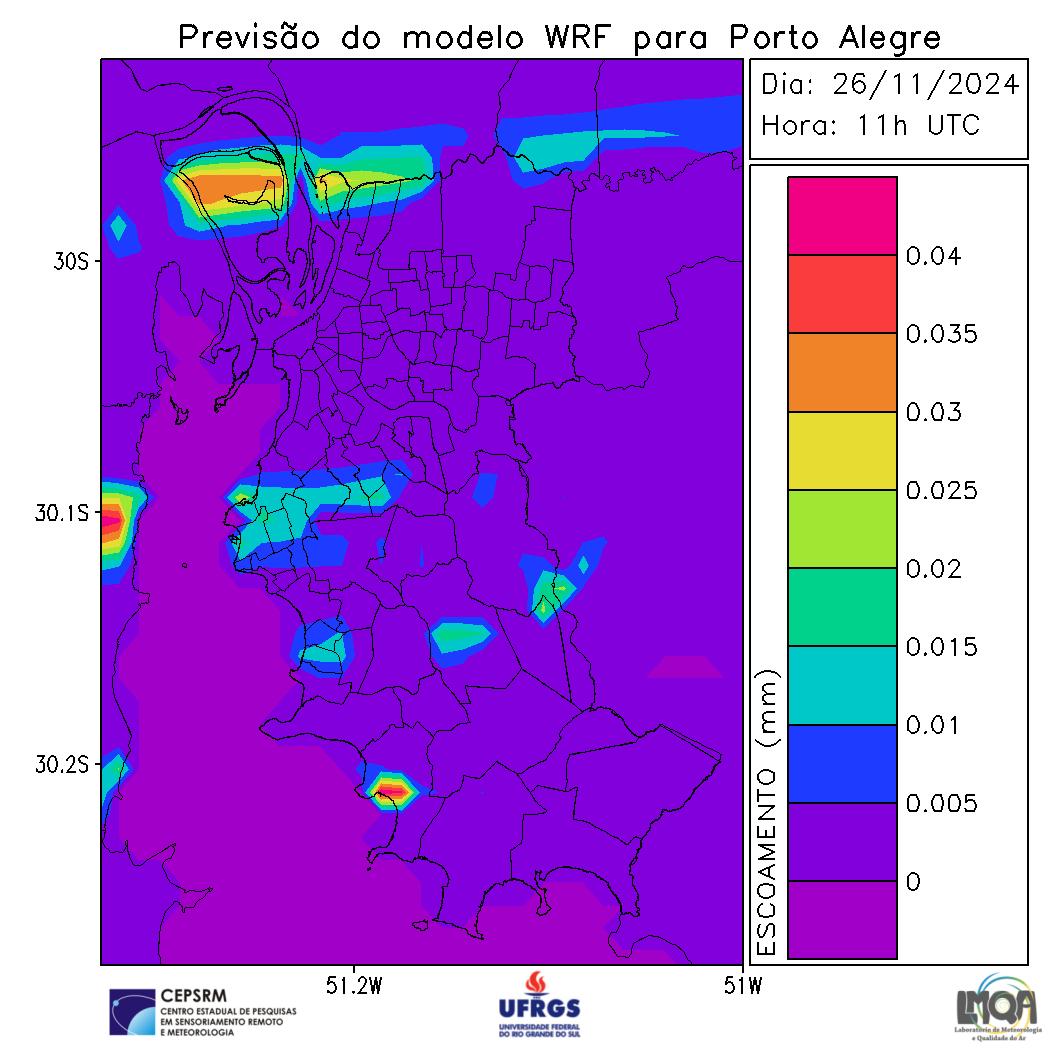 Previsão do modelo WRF para Porto Alegre
Dia: 26/11/2024
Hora: 11h UTC
30S
30.1S
30.2S
51.2W
51W
0.04
0.035
0.03
0.025
0.02
0.015
0.01
0.005
0
ESCOAMENTO (mm)
CEPSRM
CENTRO ESTADUAL DE PESQUISAS
EM SENSORIAMENTO REMOTO
E METEOROLOGIA
UFRGS
UNIVERSIDADE FEDERAL
DO RIO GRANDE DO SUL
LMQA
Laboratório de Meteorologia
e Qualidade do Ar